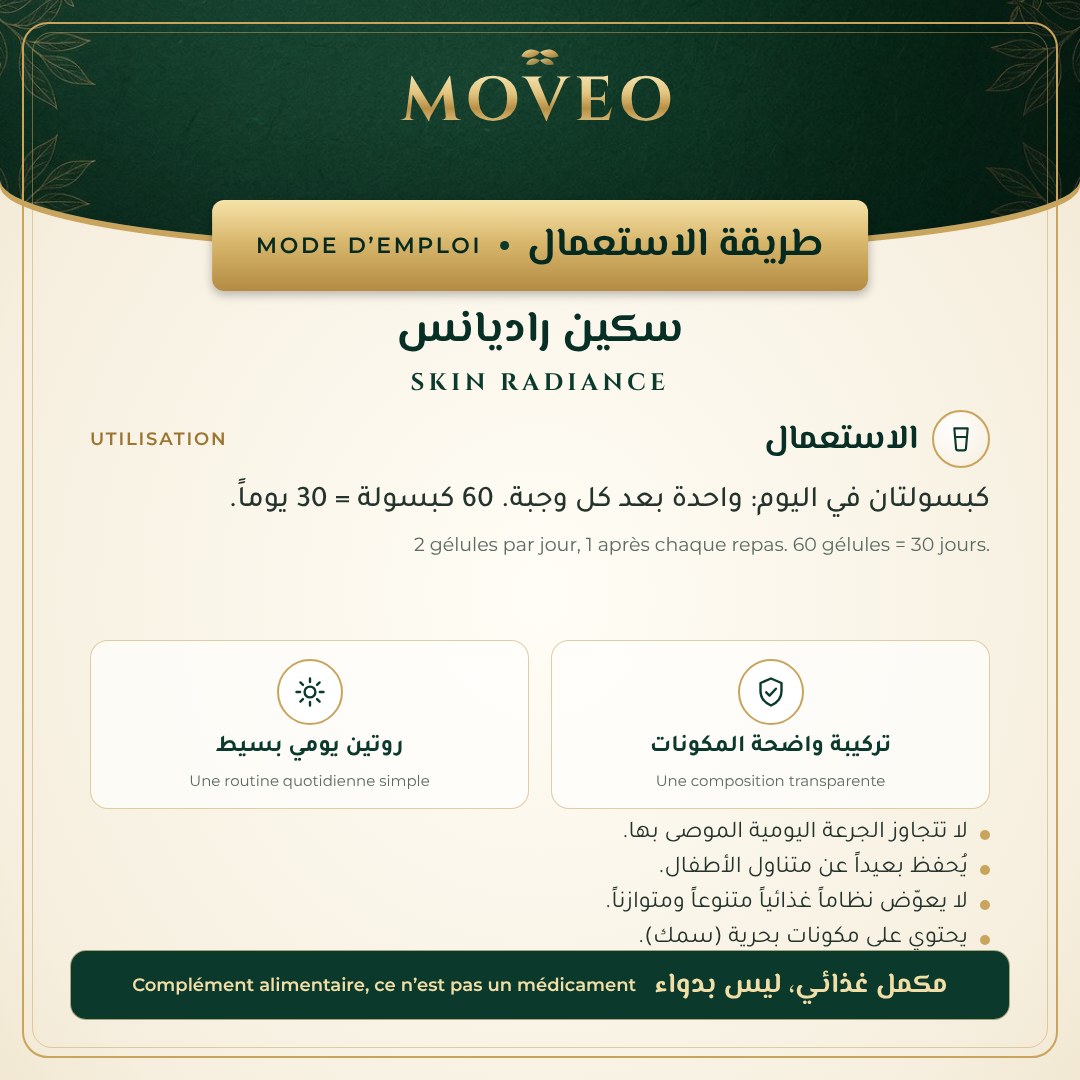 MOVEO
طريقة الاستعمال • MODE D’EMPLOI
سكين راديانس
SKIN RADIANCE
الاستعمال
UTILISATION
كبسولتان في اليوم: واحدة بعد كل وجبة. 60 كبسولة = 30 يوماً.
2 gélules par jour, 1 après chaque repas. 60 gélules = 30 jours.
تركيبة واضحة المكونات
Une composition transparente
روتين يومي بسيط
Une routine quotidienne simple
لا تتجاوز الجرعة اليومية الموصى بها.
يُحفظ بعيداً عن متناول الأطفال.
لا يعوّض نظاماً غذائياً متنوعاً ومتوازناً.
يحتوي على مكونات بحرية (سمك).
مكمل غذائي، ليس بدواء Complément alimentaire, ce n’est pas un médicament